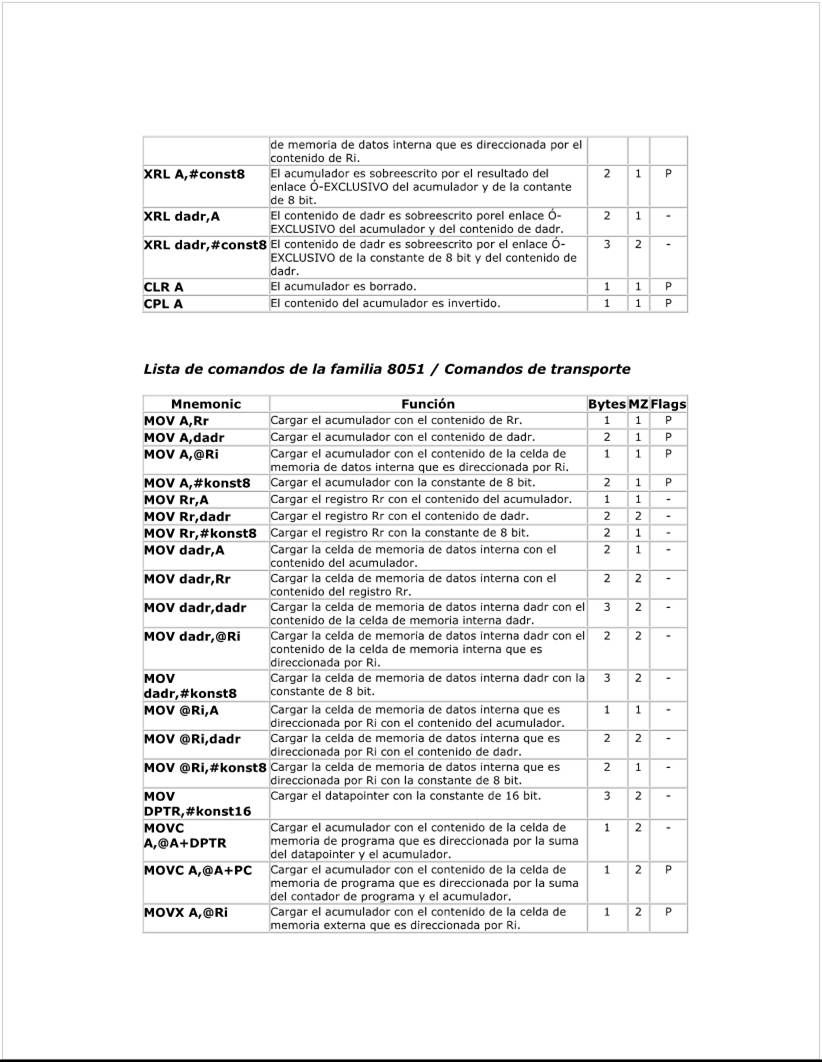 de memoria de datos interna que es direccionada por el
contenido de Ri.
XRL A,#const8 El acumulador es sobreescrito por el resultado del 2 1 P
enlace Ó-EXCLUSIVO del acumulador y de la contante
de 8 bit.
XRL dadr,A El contenido de dadr es sobreescrito porel enlace Ó- 2 1 -
EXCLUSIVO del acumulador y del contenido de dadr.
XRL dadr,#const8 El contenido de dadr es sobreescrito por el enlace Ó- 3 2 -
EXCLUSIVO de la constante de 8 bit y del contenido de
dadr.
CLR A El acumulador es borrado. 1 1 P
CPL A El contenido del acumulador es invertido. 1 1 P
Lista de comandos de la familia 8051 / Comandos de transporte
Mnemonic Función Bytes MZ Flags
MOV A,Rr Cargar el acumulador con el contenido de Rr. 1 1 P
MOV A,dadr Cargar el acumulador con el contenido de dadr. 2 1 P
MOV A,@Ri Cargar el acumulador con el contenido de la celda de 1 1 P
memoria de datos interna que es direccionada por Ri.
MOV A,#konst8 Cargar el acumulador con la constante de 8 bit. 2 1 P
MOV Rr,A Cargar el registro Rr con el contenido del acumulador. 1 1 -
MOV Rr,dadr Cargar el registro Rr con el contenido de dadr. 2 2 -
MOV Rr,#konst8 Cargar el registro Rr con la constante de 8 bit. 2 1 -
MOV dadr,A Cargar la celda de memoria de datos interna con el 2 1 -
contenido del acumulador.
MOV dadr,Rr Cargar la celda de memoria de datos interna con el 2 2 -
contenido del registro Rr.
MOV dadr,dadr Cargar la celda de memoria de datos interna dadr con el 3 2 -
contenido de la celda de memoria interna dadr.
MOV dadr,@Ri Cargar la celda de memoria de datos interna dadr con el 2 2 -
contenido de la celda de memoria interna que es
direccionada por Ri.
MOV Cargar la celda de memoria de datos interna dadr con la 3 2 -
dadr,#konst8 constante de 8 bit.
MOV @Ri,A Cargar la celda de memoria de datos interna que es 1 1 -
direccionada por Ri con el contenido del acumulador.
MOV @Ri,dadr Cargar la celda de memoria de datos interna que es 2 2 -
direccionada por Ri con el contenido de dadr.
MOV @Ri,#konst8 Cargar la celda de memoria de datos interna que es 2 1 -
direccionada por Ri con la constante de 8 bit.
MOV Cargar el datapointer con la constante de 16 bit. 3 2 -
DPTR,#konst16
MOVC Cargar el acumulador con el contenido de la celda de 1 2 -
A,@A+DPTR memoria de programa que es direccionada por la suma
del datapointer y el acumulador.
MOVC A,@A+PC Cargar el acumulador con el contenido de la celda de 1 2 P
memoria de programa que es direccionada por la suma
del contador de programa y el acumulador.
MOVX A,@Ri Cargar el acumulador con el contenido de la celda de 1 2 P
memoria externa que es direccionada por Ri.